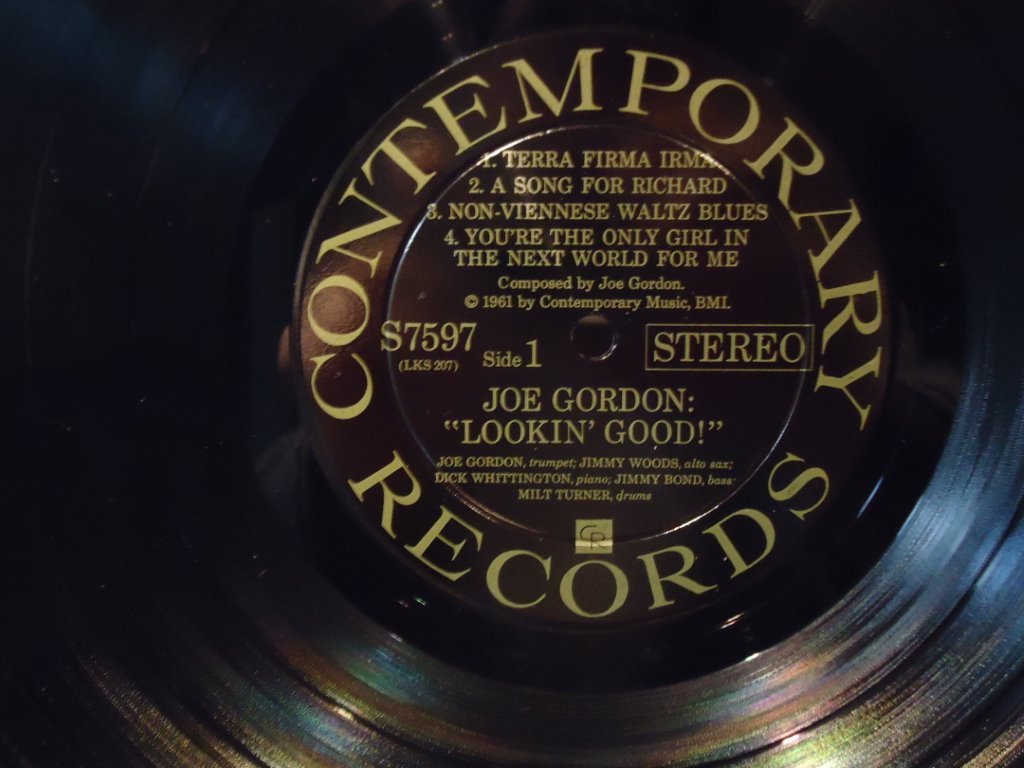 CONTEMPORARY
1. TERRA FIRMA IRMA
2. A SONG FOR RICHARD
3. NON-VIENNESE WALTZ BLUES
4. YOU'RE THE ONLY GIRL IN
THE NEXT WORLD FOR ME
Composed by Joe Gordon.
© 1961 by Contemporary Music, BMI.
S7597
(LKS 207)
Side 1
STEREO
JOE GORDON:
"LOOKIN' GOOD!"
JOE GORDON, trumpet; JIMMY WOODS, alto sax;
DICK WHITTINGTON, piano; JIMMY BOND, bass;
MILT TURNER, drums
CR
RECORDS